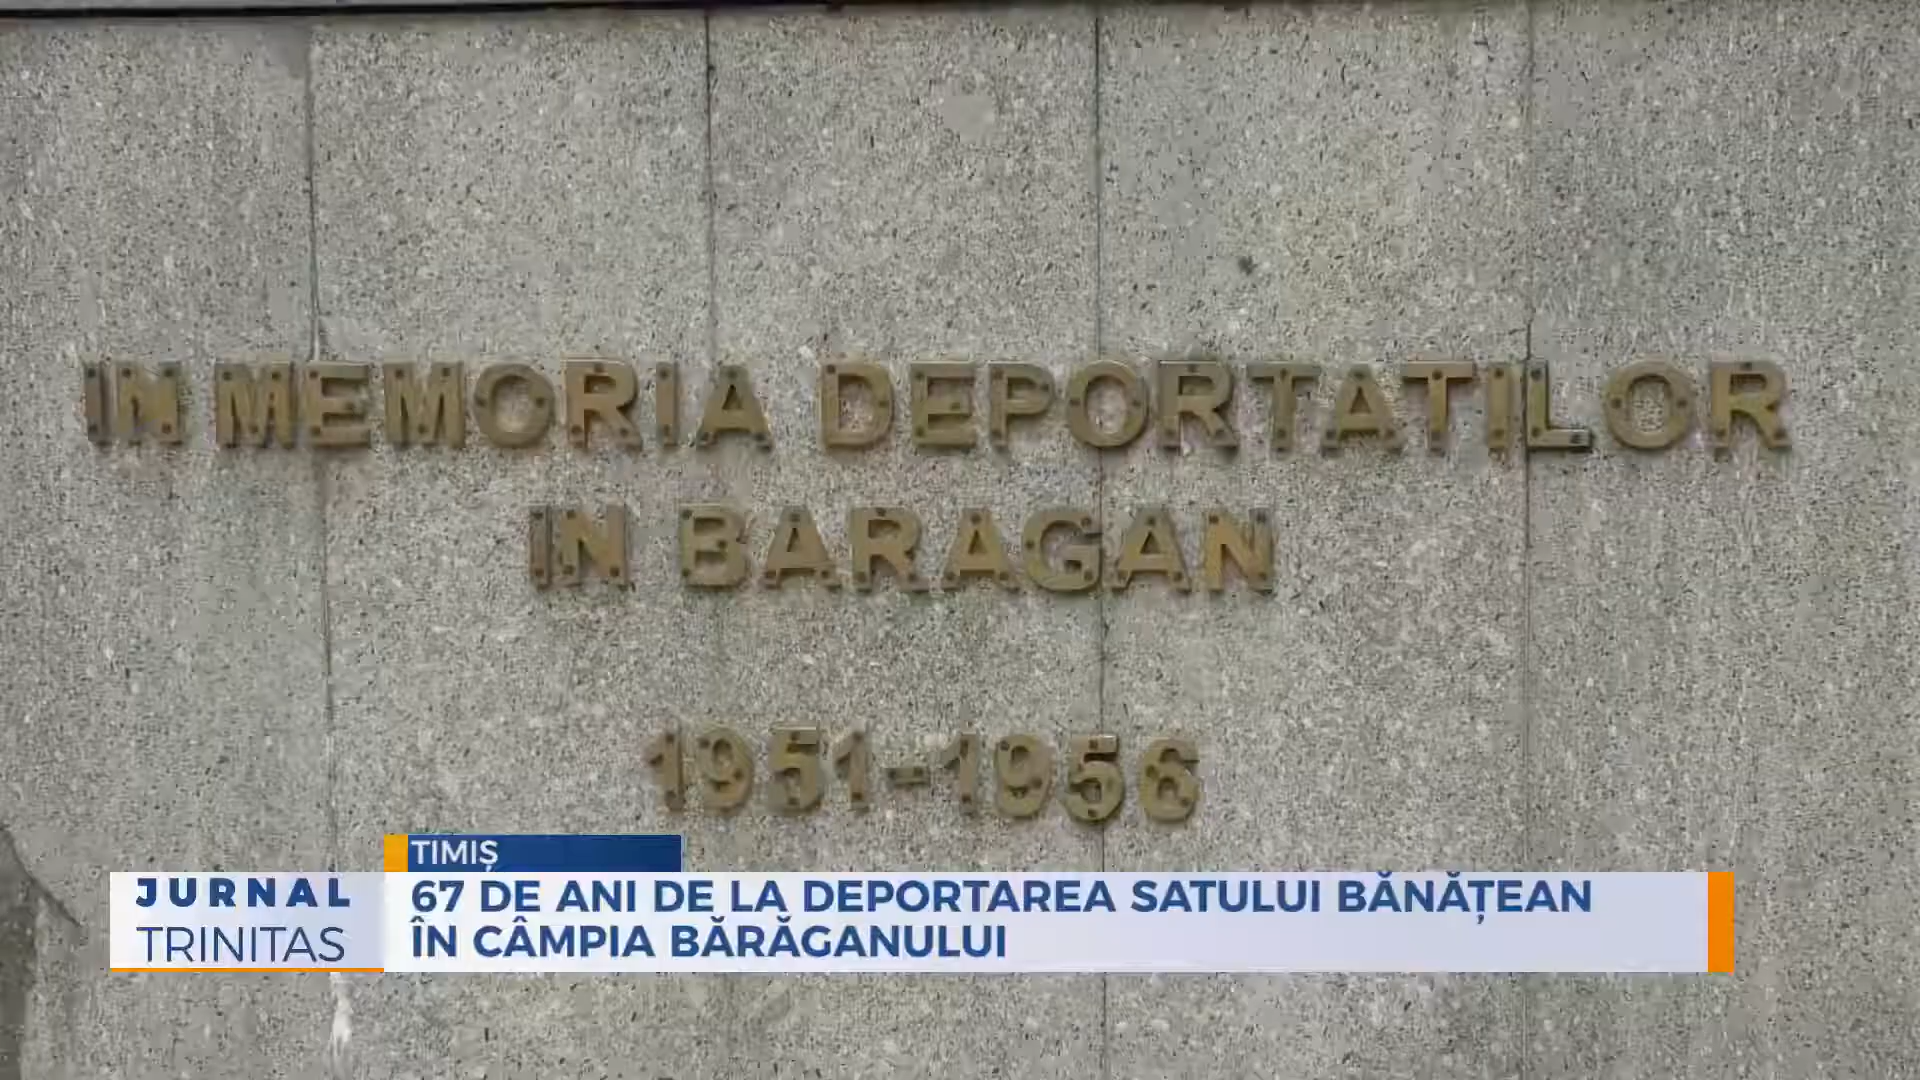 IN MEMORIA DEPORTATILOR
IN BARAGAN
1951-1956
TIMIȘ
JURNAL
TRINITAS
67 DE ANI DE LA DEPORTAREA SATULUI BĂNĂȚEAN
ÎN CÂMPIA BĂRĂGANULUI